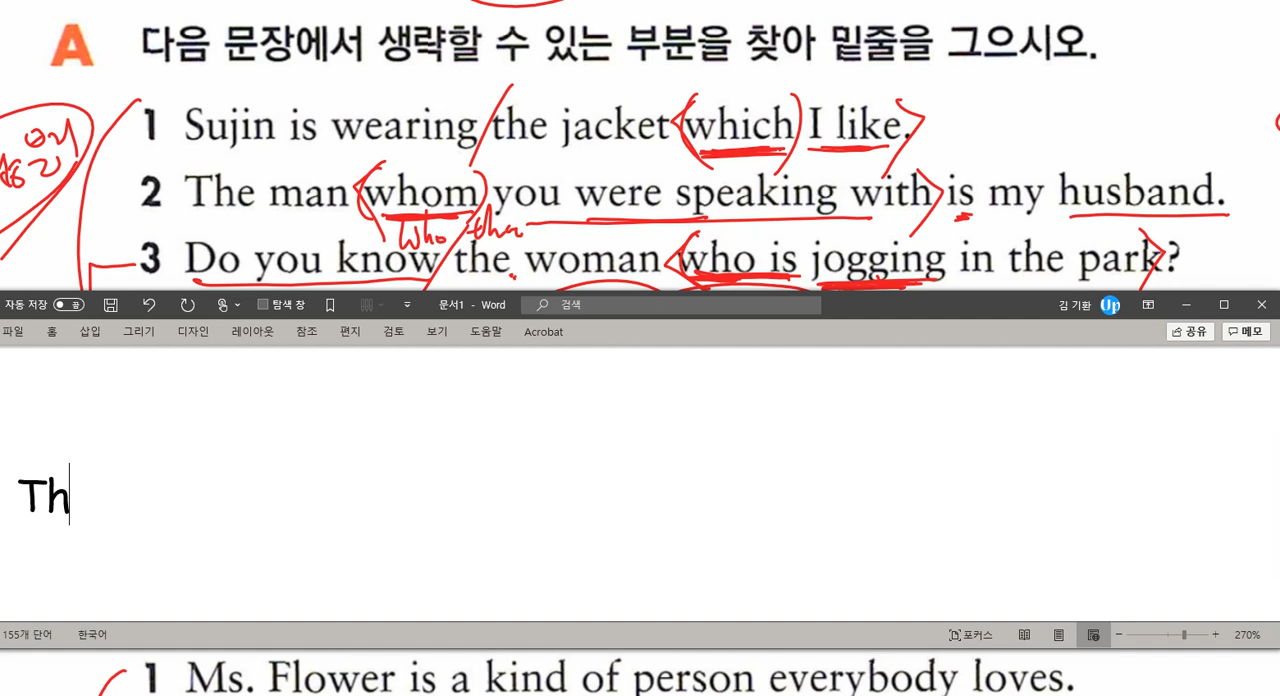 A 다음 문장에서 생략할 수 있는 부분을 찾아 밑줄을 그으시오.
1 Sujin is wearing the jacket which I like.
2 The man whom you were speaking with is my husband.
who
3 Do you know the woman who is jogging in the park?
자동 저장 끔 탐색 창 문서1 - Word 검색 김 기환
파일 홈 삽입 그리기 디자인 레이아웃 참조 편지 검토 보기 도움말 Acrobat 공유 메모
Th
155개 단어 한국어 포커스 270%
1 Ms. Flower is a kind of person everybody loves.